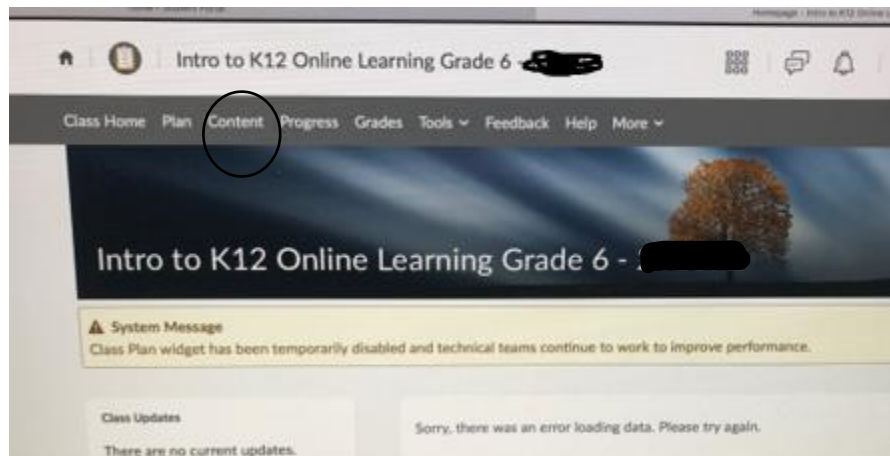 Intro to K12 Online Learning Grade 6 -
Class Home Plan Content Progress Grades Tools Feedback Help More
Intro to K12 Online Learning Grade 6 -
System Message
Class Plan widget has been temporarily disabled and technical teams continue to work to improve performance.
Class Updates
Sorry, there was an error loading data. Please try again.
There are no current updates.